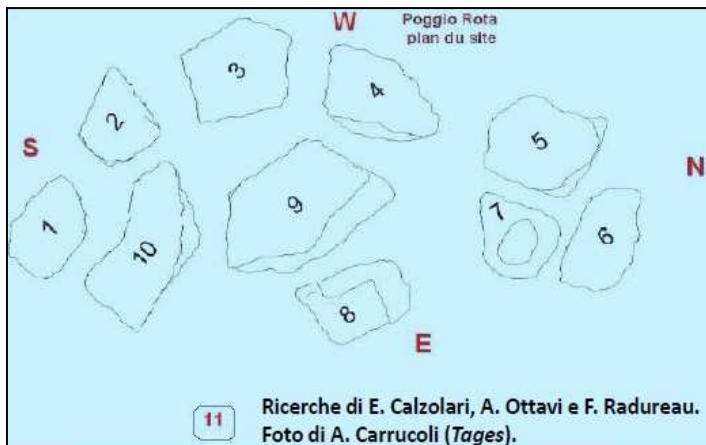 W
Poggio Rota
plan du site
3
4
2
5
S
N
9
7
1
6
10
8
E
11
Ricerche di E. Calzolari, A. Ottavi e F. Radureau.
Foto di A. Carrucoli (Tages).